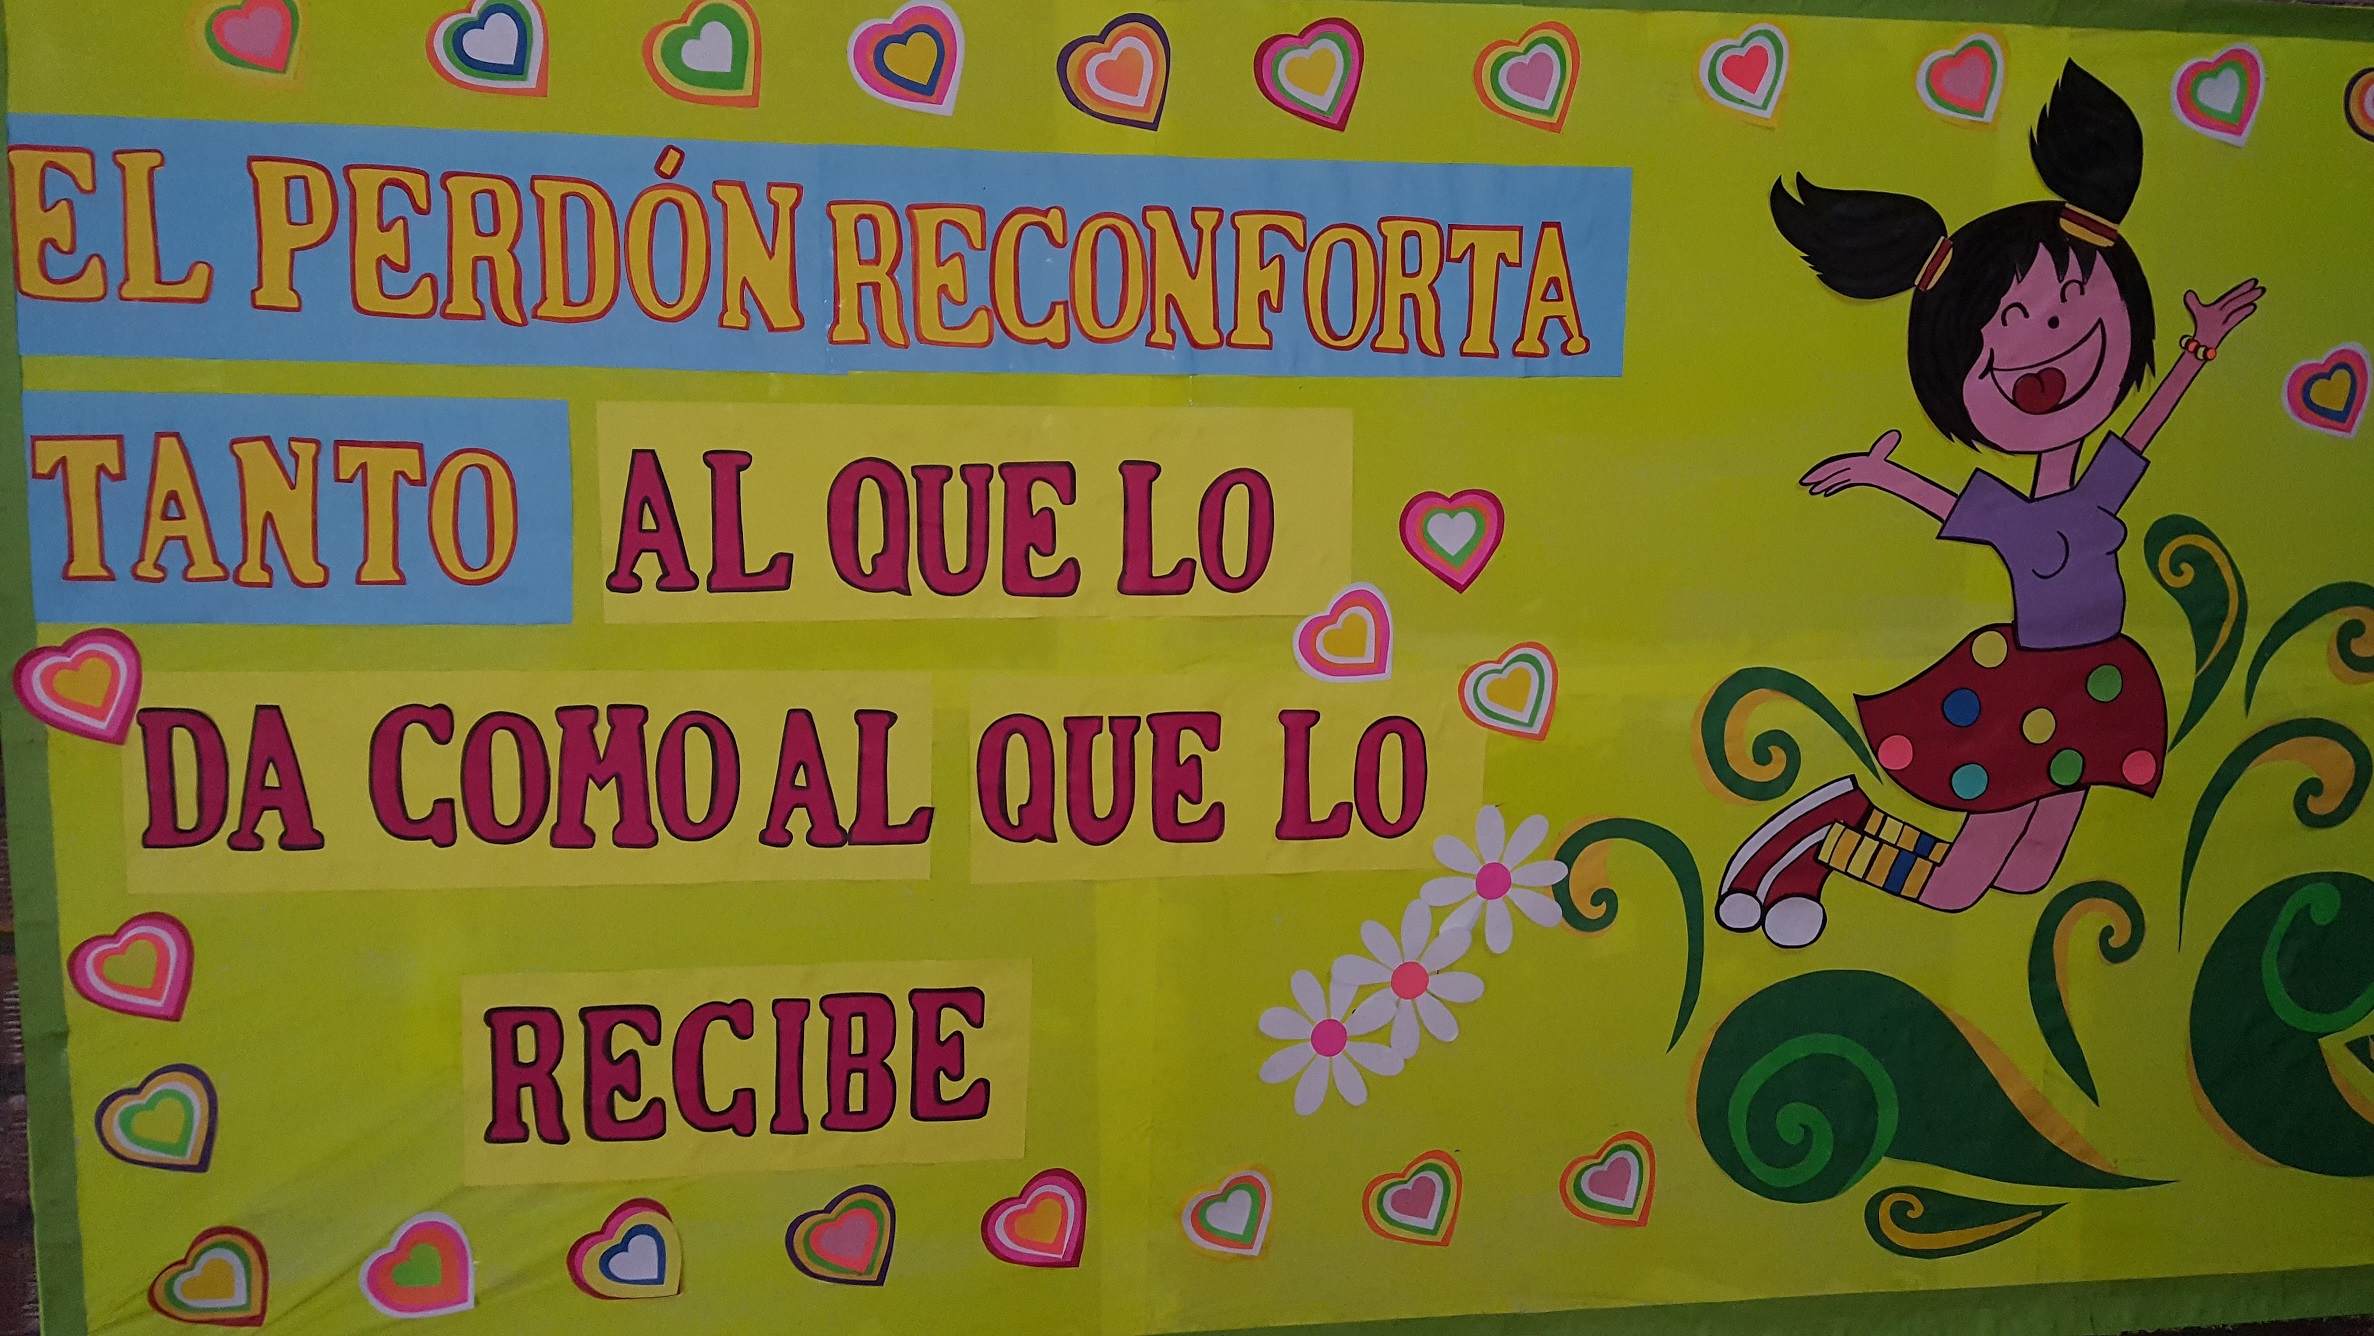 EL PERDÓN RECONFORTA
TANTO AL QUE LO
DA COMO AL QUE LO
RECIBE